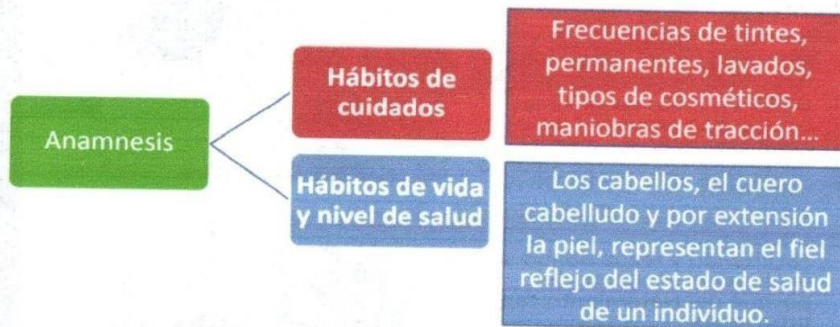 Anamnesis
Hábitos de
cuidados
Frecuencias de tintes,
permanentes, lavados,
tipos de cosméticos,
maniobras de tracción...
Hábitos de vida
y nivel de salud
Los cabellos, el cuero
cabelludo y por extensión
la piel, representan el fiel
reflejo del estado de salud
de un individuo.